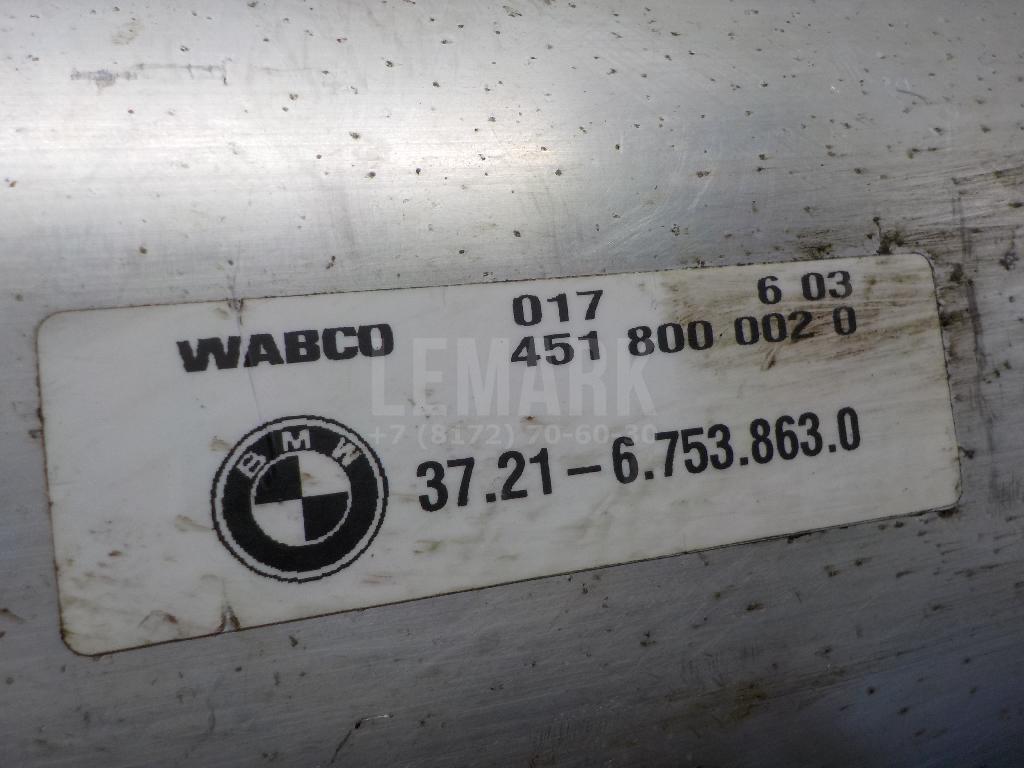 WABCO
017 6 03
451 800 002 0
LEMARK
+7 (8172) 70-60-30
BMW
37.21-6.753.863.0